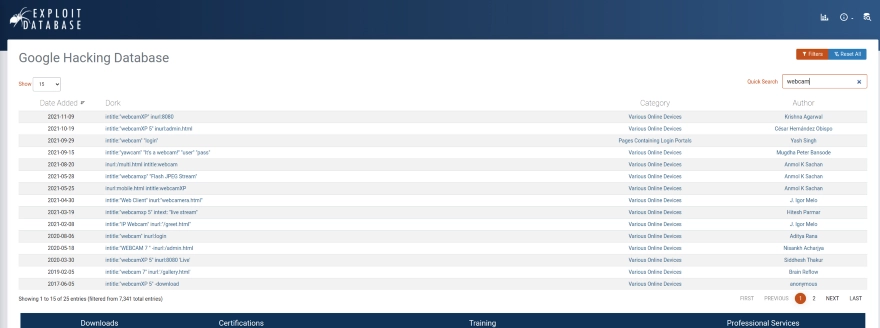 EXPLOIT
DATABASE
Google Hacking Database
Filters Reset All
Show 15 Quick Search webcam
Date Added Dork Category Author
2021-11-09 intitle:"webcamXP" inurl:8080 Various Online Devices Krishna Agarwal
2021-10-19 intitle:"webcamXP 5" inurl:admin.html Various Online Devices César Hernández Obispo
2021-09-29 intitle:"webcam" "login" Pages Containing Login Portals Yash Singh
2021-09-15 intitle:"yawcam" "It's a webcam!" "user" "pass" Various Online Devices Mugdha Peter Bansode
2021-08-20 inurl:/multi.html intitle:webcam Various Online Devices Anmol K Sachan
2021-05-28 intitle:"webcamxp" "Flash JPEG Stream" Various Online Devices Anmol K Sachan
2021-05-25 inurl:mobile.html intitle:webcamXP Various Online Devices Anmol K Sachan
2021-04-30 intitle:"Web Client" inurl:"webcamera.html" Various Online Devices J. Igor Melo
2021-03-19 intitle:"webcamxp 5" intext:"live stream" Various Online Devices Hitesh Parmar
2021-02-08 intitle:"IP Webcam" inurl:"/greet.html" Various Online Devices J. Igor Melo
2020-08-06 intitle:"webcam" inurl:login Various Online Devices Aditya Rana
2020-05-18 intitle:"WEBCAM 7 " -inurl:/admin.html Various Online Devices Nisankh Acharjya
2020-03-30 intitle:"webcamXP 5" inurl:8080 'Live' Various Online Devices Siddhesh Thakur
2019-02-05 intitle:"webcam 7" inurl:'/gallery.html' Various Online Devices Brain Reflow
2017-06-05 intitle:"webcamXP 5" -download Various Online Devices anonymous
Showing 1 to 15 of 25 entries (filtered from 7,341 total entries) FIRST PREVIOUS 1 2 NEXT LAST
Downloads Certifications Training Professional Services